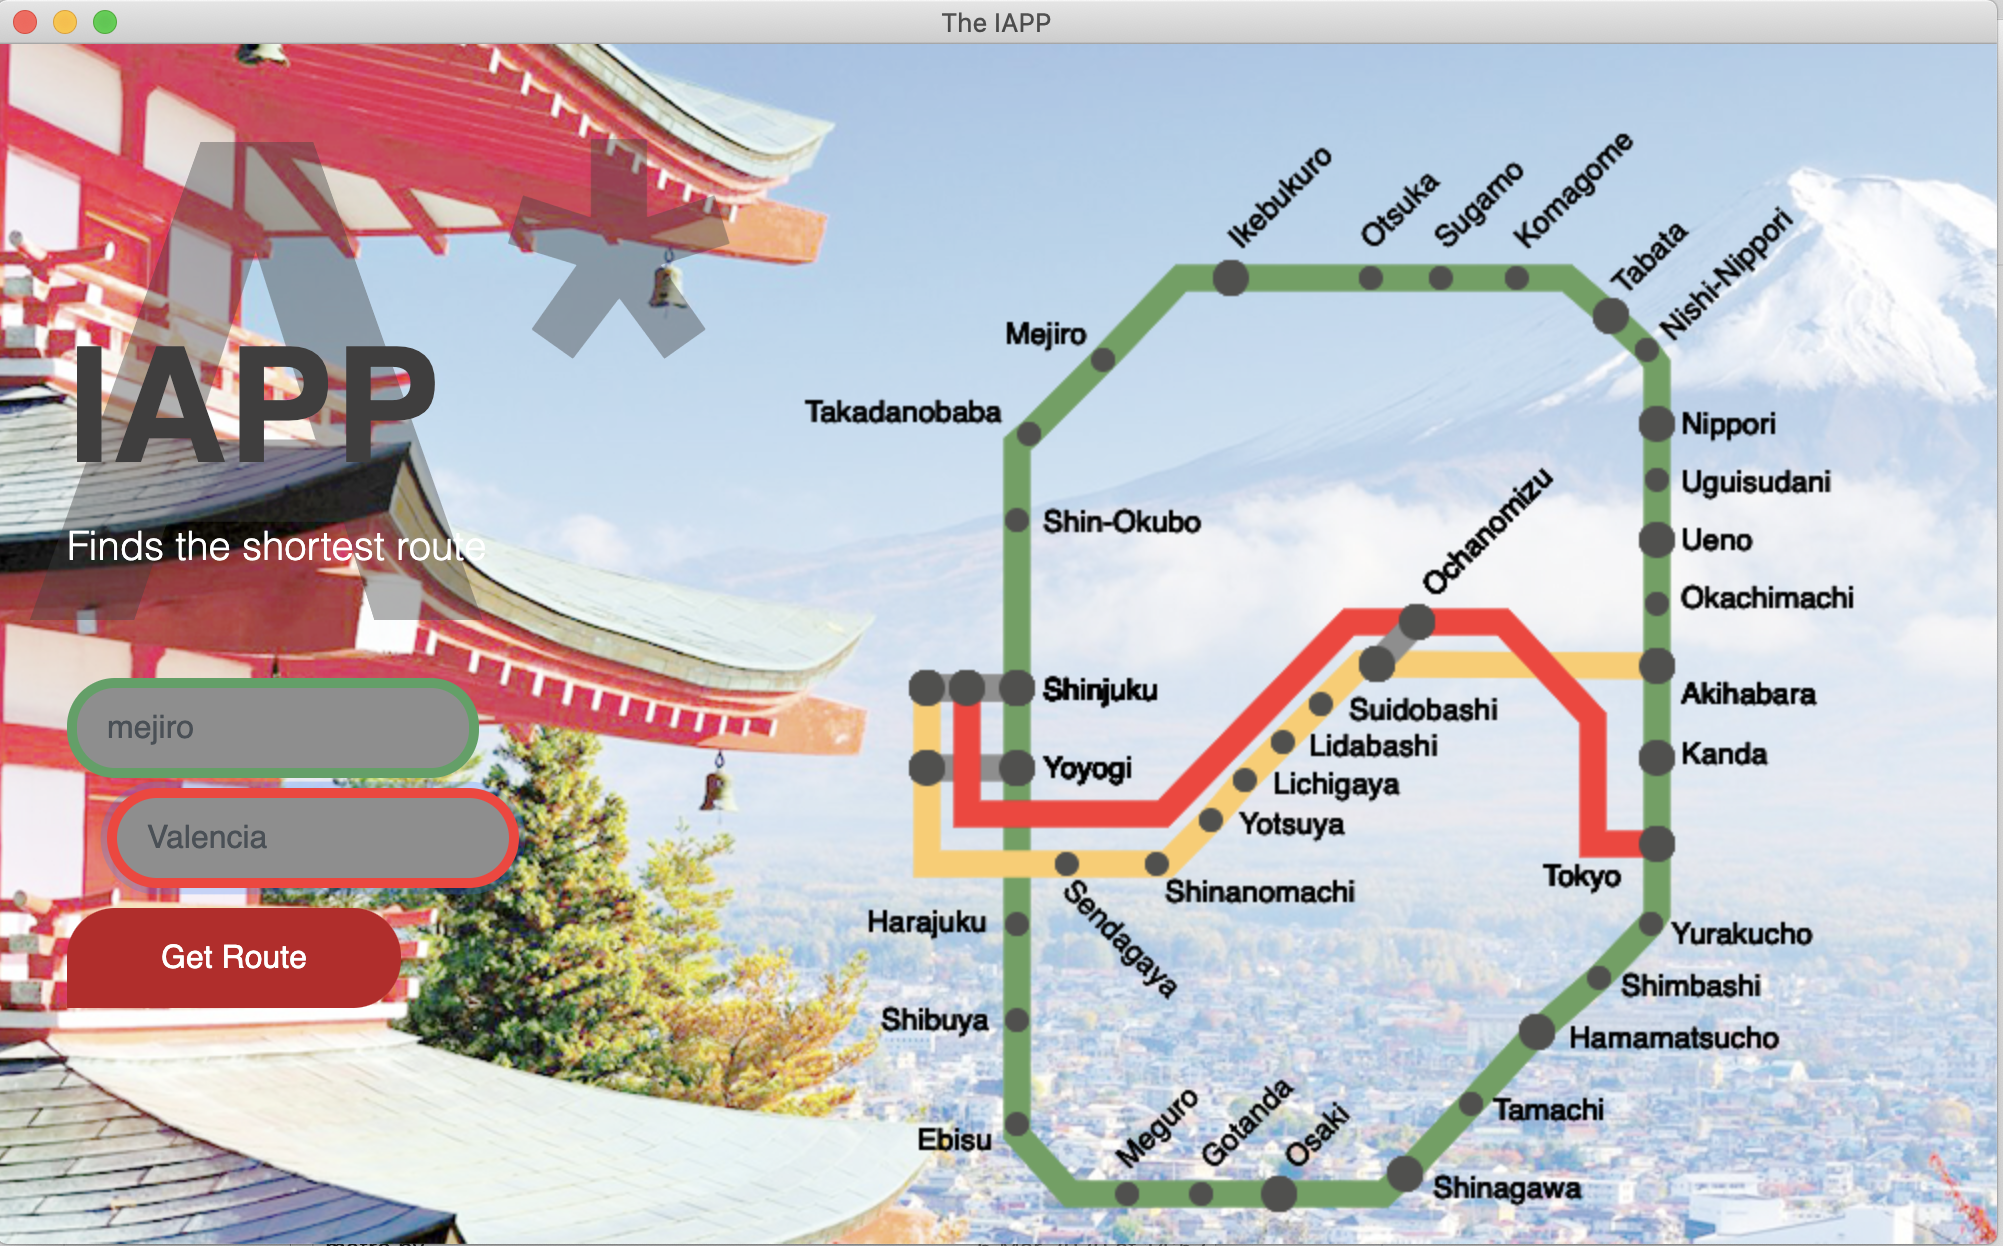 The IAPP
A*
IAPP
Finds the shortest route
mejiro
Valencia
Get Route
Ikebukuro
Otsuka
Sugamo
Komagome
Tabata
Nishi-Nippori
Mejiro
Takadanobaba
Shin-Okubo
Nippori
Uguisudani
Ueno
Okachimachi
Ochanomizu
Akihabara
Kanda
Shinjuku
Yoyogi
Suidobashi
Lidabashi
Lichigaya
Yotsuya
Shinanomachi
Sendagaya
Tokyo
Harajuku
Yurakucho
Shimbashi
Hamamatsucho
Shibuya
Tamachi
Ebisu
Meguro
Gotanda
Osaki
Shinagawa